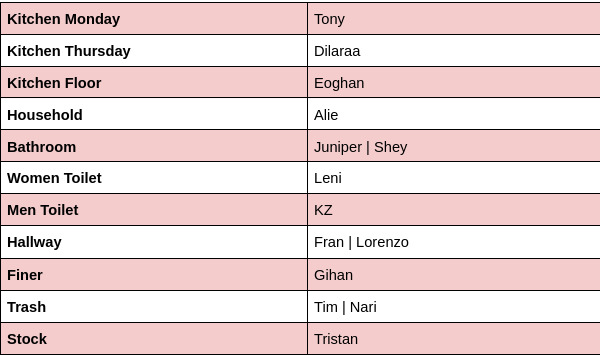 Kitchen Monday Tony
Kitchen Thursday Dilaraa
Kitchen Floor Eoghan
Household Alie
Bathroom Juniper | Shey
Women Toilet Leni
Men Toilet KZ
Hallway Fran | Lorenzo
Finer Gihan
Trash Tim | Nari
Stock Tristan